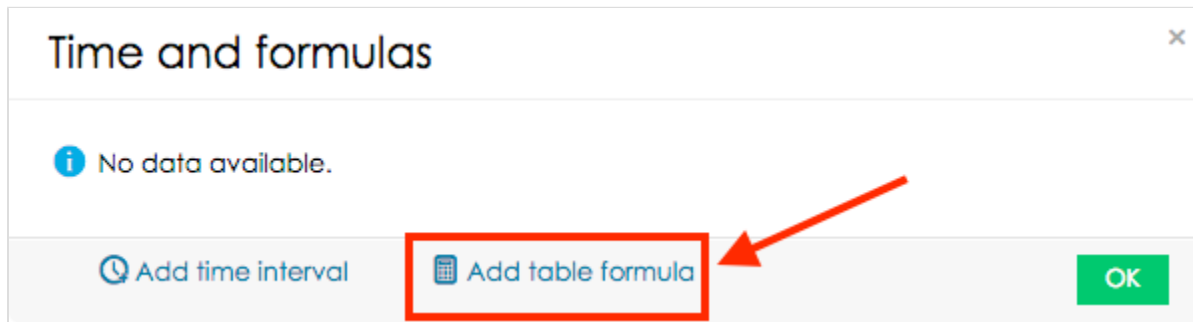 Time and formulas
×
No data available.
Add time interval
Add table formula
OK